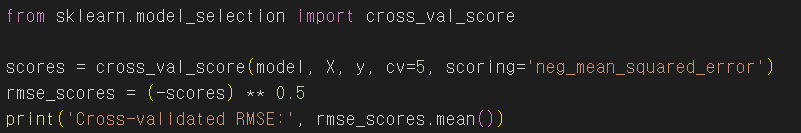 from sklearn.model_selection import cross_val_score

scores = cross_val_score(model, X, y, cv=5, scoring='neg_mean_squared_error')
rmse_scores = (-scores) ** 0.5
print('Cross-validated RMSE:', rmse_scores.mean())